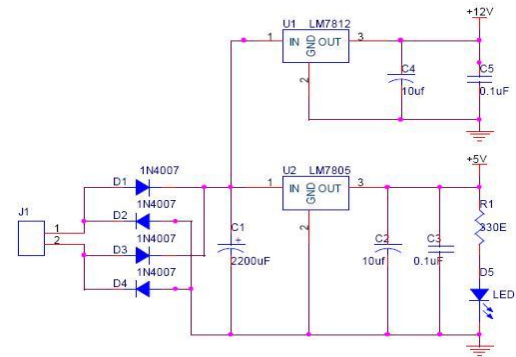 +12V
U1 LM7812
1 IN OUT 3
GND
2
C4
10uf
C5
0.1uF
+5V
1N4007
D1
U2 LM7805
1 IN OUT 3
GND
2
D2
1N4007
J1
1
2
D3
1N4007
D4
C1
+
2200uF
C2
10uf
C3
0.1uF
R1
330E
D5
LED